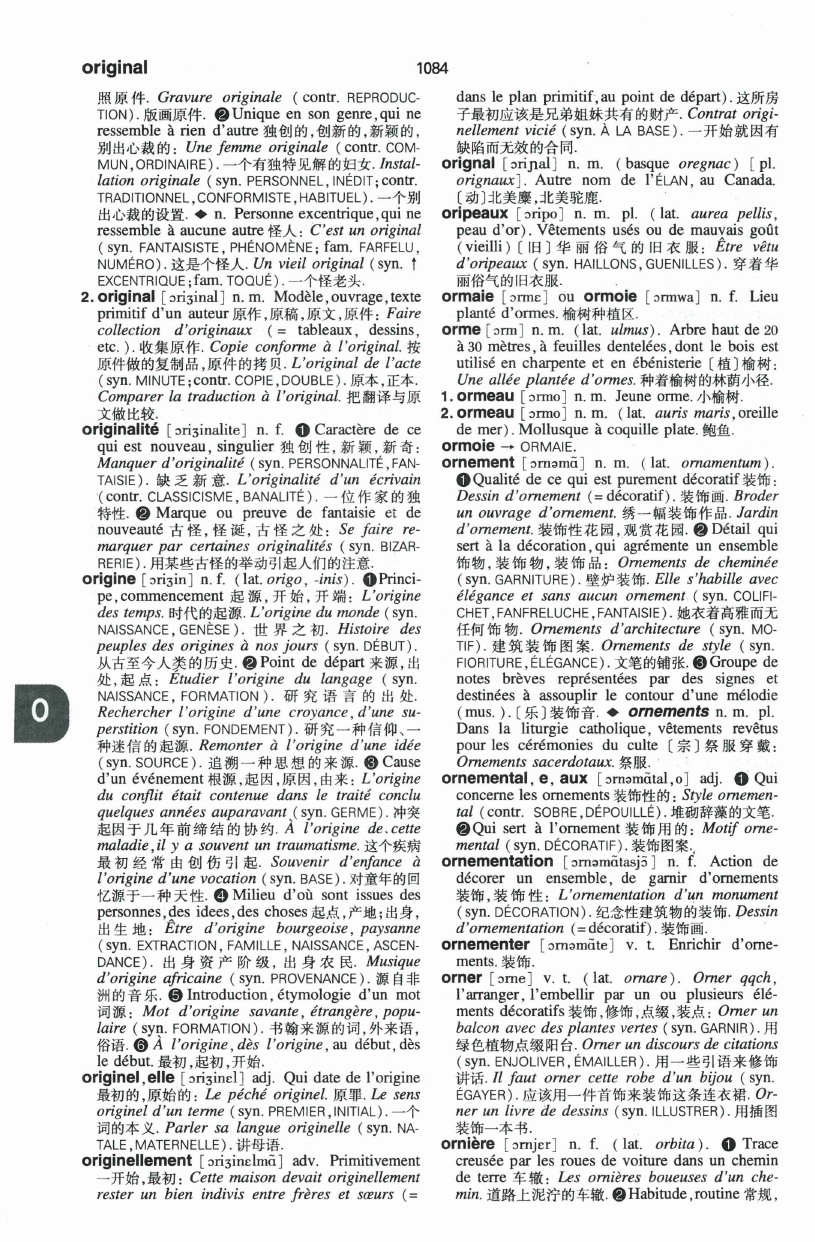 original
1084
照原件. Gravure originale ( contr. REPRODUC-
TION) . 版画原件. ❷Unique en son genre, qui ne
ressemble à rien d'autre 独创的,创新的,新颖的,
别出心裁的: Une femme originale ( contr. COM-
MUN, ORDINAIRE) . 一个有独特见解的妇女. Instal-
lation originale ( syn. PERSONNEL, INÉDIT; contr.
TRADITIONNEL, CONFORMISTE, HABITUEL) . 一个别
出心裁的设置. ◆ n. Personne excentrique, qui ne
ressemble à aucune autre 怪人: C'est un original
( syn. FANTAISISTE, PHÉNOMÈNE; fam. FARFELU,
NUMÉRO) . 这是个怪人. Un vieil original ( syn. ↑
EXCENTRIQUE; fam. TOQUÉ) . 一个怪老头.
2. original [ ɔriʒinal] n. m. Modèle, ouvrage, texte
primitif d'un auteur 原作,原稿,原文,原件: Faire
collection d'originaux ( = tableaux, dessins,
etc. ) . 收集原作. Copie conforme à l'original. 按
原件做的复制品,原件的拷贝. L'original de l'acte
( syn. MINUTE; contr. COPIE, DOUBLE) . 原本,正本.
Comparer la traduction à l'original. 把翻译与原
文做比较.
originalité [ ɔriʒinalite] n. f. ❶ Caractère de ce
qui est nouveau, singulier 独创性,新颖,新奇:
Manquer d'originalité ( syn. PERSONNALITÉ, FAN-
TAISIE) . 缺乏新意. L'originalité d'un écrivain
( contr. CLASSICISME, BANALITÉ) . 一位作家的独
特性. ❷ Marque ou preuve de fantaisie et de
nouveauté 古怪,怪诞,古怪之处: Se faire re-
marquer par certaines originalités ( syn. BIZAR-
RERIE) . 用某些古怪的举动引起人们的注意.
origine [ ɔriʒin] n. f. ( lat. origo, -inis) . ❶Princi-
pe, commencement 起源,开始,开端: L'origine
des temps. 时代的起源. L'origine du monde ( syn.
NAISSANCE, GENÈSE) . 世界之初. Histoire des
peuples des origines à nos jours ( syn. DÉBUT) .
从古至今人类的历史. ❷Point de départ 来源,出
处,起点: Étudier l'origine du langage ( syn.
NAISSANCE, FORMATION ) . 研究语言的出处.
Rechercher l'origine d'une croyance, d'une su-
perstition ( syn. FONDEMENT) . 研究一种信仰、一
种迷信的起源. Remonter à l'origine d'une idée
( syn. SOURCE) . 追溯一种思想的来源. ❸ Cause
d'un événement 根源,起因,原因,由来: L'origine
du conflit était contenue dans le traité conclu
quelques années auparavant ( syn. GERME) . 冲突
起因于几年前缔结的协约. À l'origine de cette
maladie, il y a souvent un traumatisme. 这个疾病
最初经常由创伤引起. Souvenir d'enfance à
l'origine d'une vocation ( syn. BASE) . 对童年的回
忆源于一种天性. ❹ Milieu d'où sont issues des
personnes, des idees, des choses 起点,产地;出身,
出生地: Être d'origine bourgeoise, paysanne
( syn. EXTRACTION, FAMILLE, NAISSANCE, ASCEN-
DANCE) . 出身资产阶级, 出身农民. Musique
d'origine africaine ( syn. PROVENANCE) . 源自非
洲的音乐. ❺ Introduction, étymologie d'un mot
词源: Mot d'origine savante, étrangère, popu-
laire ( syn. FORMATION) . 书翰来源的词,外来语,
俗语. ❻ À l'origine, dès l'origine, au début, dès
le début. 最初,起初,开始.
originel, elle [ ɔriʒinɛl] adj. Qui date de l'origine
最初的,原始的: Le péché originel. 原罪. Le sens
originel d'un terme ( syn. PREMIER, INITIAL) . 一个
词的本义. Parler sa langue originelle ( syn. NA-
TALE, MATERNELLE) . 讲母语.
originellement [ ɔriʒinɛlmɑ̃] adv. Primitivement
一开始,最初: Cette maison devait originellement
rester un bien indivis entre frères et sœurs ( =
O
dans le plan primitif, au point de départ) . 这所房
子最初应该是兄弟姐妹共有的财产. Contrat origi-
nellement vicié ( syn. À LA BASE) . 一开始就因有
缺陷而无效的合同.
orignal [ ɔriɲal] n. m. ( basque oregnac) [ pl.
orignaux] . Autre nom de l'ÉLAN, au Canada.
〔动〕北美麋,北美驼鹿.
oripeaux [ ɔripo] n. m. pl. ( lat. aurea pellis,
peau d'or) . Vêtements usés ou de mauvais goût
( vieilli) 〔旧〕华丽俗气的旧衣服: Être vêtu
d'oripeaux ( syn. HAILLONS, GUENILLES) . 穿着华
丽俗气的旧衣服.
ormaie [ ɔrmɛ] ou ormoie [ ɔrmwa] n. f. Lieu
planté d'ormes. 榆树种植区.
orme [ ɔrm] n. m. ( lat. ulmus) . Arbre haut de 20
à 30 mètres, à feuilles dentelées, dont le bois est
utilisé en charpente et en ébénisterie〔植〕榆树:
Une allée plantée d'ormes. 种着榆树的林荫小径.
1. ormeau [ ɔrmo] n. m. Jeune orme. 小榆树.
2. ormeau [ ɔrmo] n. m. ( lat. auris maris, oreille
de mer) . Mollusque à coquille plate. 鲍鱼.
ormoie → ORMAIE.
ornement [ ɔrnəmɑ̃] n. m. ( lat. ornamentum) .
❶Qualité de ce qui est purement décoratif 装饰:
Dessin d'ornement ( = décoratif) . 装饰画. Broder
un ouvrage d'ornement. 绣一幅装饰作品. Jardin
d'ornement. 装饰性花园,观赏花园. ❷ Détail qui
sert à la décoration, qui agrémente un ensemble
饰物, 装饰物, 装饰品: Ornements de cheminée
( syn. GARNITURE) . 壁炉装饰. Elle s'habille avec
élégance et sans aucun ornement ( syn. COLIFI-
CHET, FANFRELUCHE, FANTAISIE) . 她衣着高雅而无
任何饰物. Ornements d'architecture ( syn. MO-
TIF) . 建筑装饰图案. Ornements de style ( syn.
FIORITURE, ÉLÉGANCE) . 文笔的铺张. ❸Groupe de
notes brèves représentées par des signes et
destinées à assouplir le contour d'une mélodie
( mus. ) .〔乐〕装饰音. ◆ ornements n. m. pl.
Dans la liturgie catholique, vêtements revêtus
pour les cérémonies du culte〔宗〕祭服穿戴:
Ornements sacerdotaux. 祭服.
ornemental, e, aux [ ɔrnəmɑ̃tal, o] adj. ❶ Qui
concerne les ornements 装饰性的: Style ornemen-
tal ( contr. SOBRE, DÉPOUILLÉ) . 堆砌辞藻的文笔.
❷Qui sert à l'ornement 装饰用的: Motif orne-
mental ( syn. DÉCORATIF) . 装饰图案.
ornementation [ ɔrnəmɑ̃tasjɔ̃] n. f. Action de
décorer un ensemble, de garnir d'ornements
装饰,装饰性: L'ornementation d'un monument
( syn. DÉCORATION) . 纪念性建筑物的装饰. Dessin
d'ornementation ( = décoratif) . 装饰画.
ornementer [ ɔrnəmɑ̃te] v. t. Enrichir d'orne-
ments. 装饰.
orner [ ɔrne] v. t. ( lat. ornare) . Orner qqch,
l'arranger, l'embellir par un ou plusieurs élé-
ments décoratifs 装饰,修饰,点缀,装点: Orner un
balcon avec des plantes vertes ( syn. GARNIR) . 用
绿色植物点缀阳台. Orner un discours de citations
( syn. ENJOLIVER, ÉMAILLER) . 用一些引语来修饰
讲话. Il faut orner cette robe d'un bijou ( syn.
ÉGAYER) . 应该用一件首饰来装饰这条连衣裙. Or-
ner un livre de dessins ( syn. ILLUSTRER) . 用插图
装饰一本书.
ornière [ ɔrnjɛr] n. f. ( lat. orbita) . ❶ Trace
creusée par les roues de voiture dans un chemin
de terre 车辙: Les ornières boueuses d'un che-
min. 道路上泥泞的车辙. ❷Habitude, routine 常规,